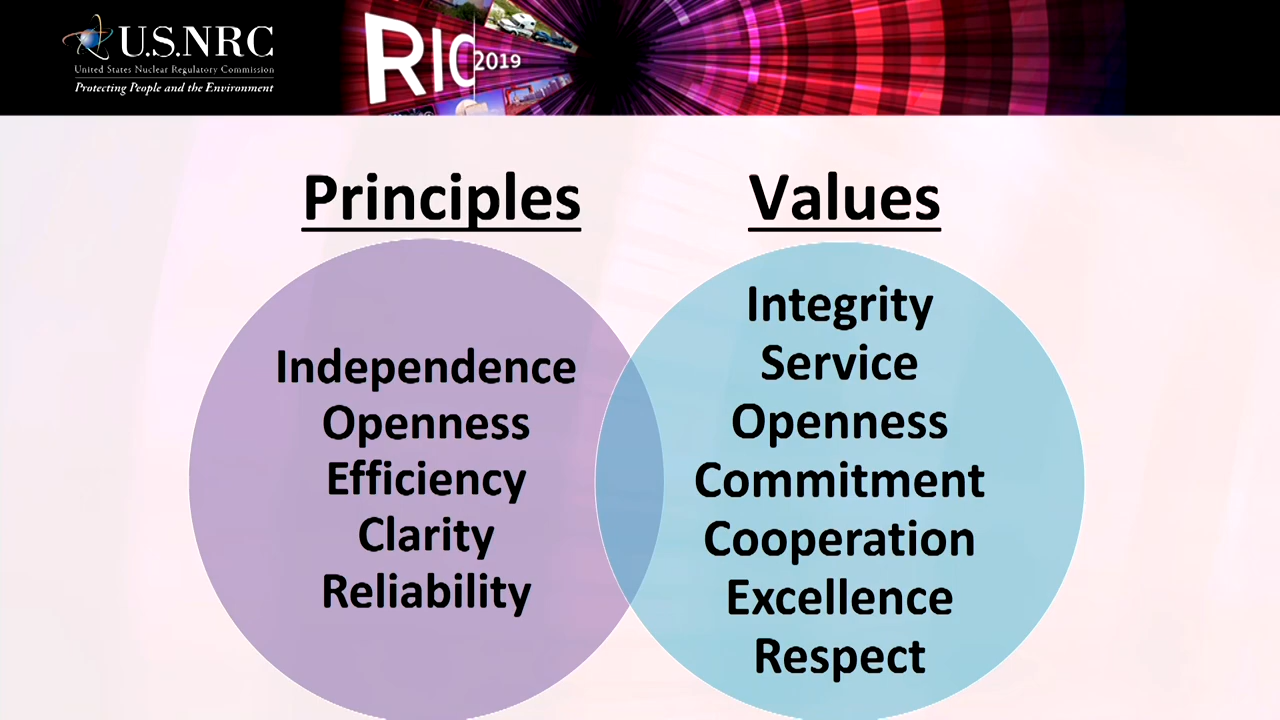 U.S.NRC
United States Nuclear Regulatory Commission
Protecting People and the Environment
RIC
2019
Principles
Independence
Openness
Efficiency
Clarity
Reliability
Values
Integrity
Service
Openness
Commitment
Cooperation
Excellence
Respect